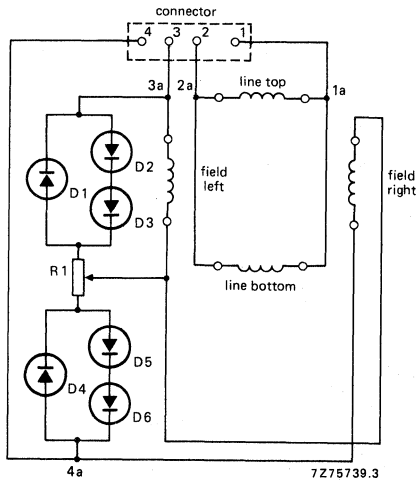 connector
4 3 2 1
3a 2a line top 1a
D2
field left
field right
D1
D3
R1
line bottom
D5
D4
D6
4a
7Z75739.3